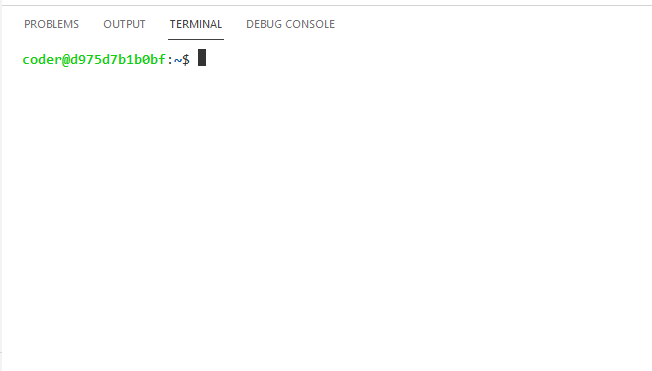 PROBLEMS OUTPUT TERMINAL DEBUG CONSOLE
coder@d975d7b1b0bf:~$